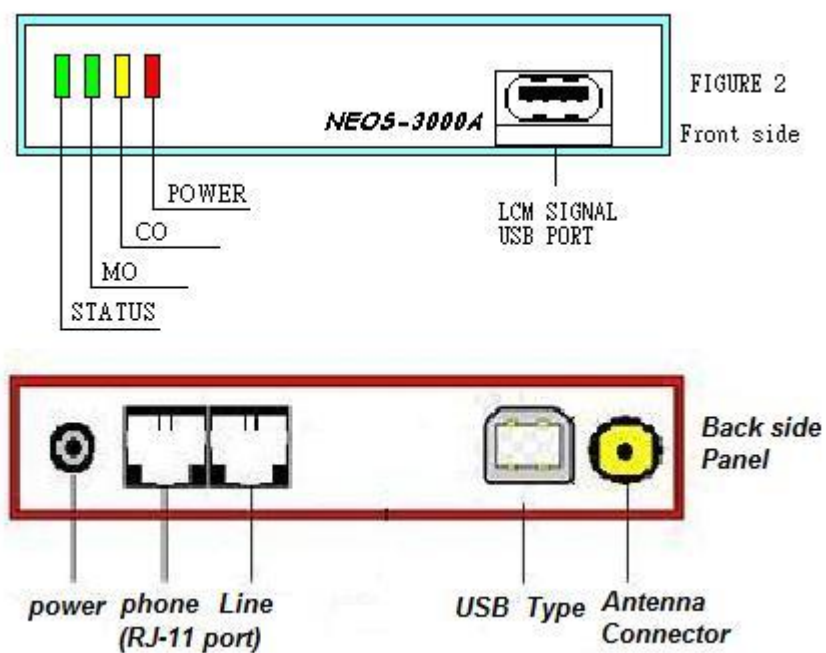 NEOS-3000A
FIGURE 2
Front side
POWER
CO
MO
STATUS
LCM SIGNAL
USB PORT
Back side
Panel
power phone Line
(RJ-11 port)
USB Type
Antenna
Connector